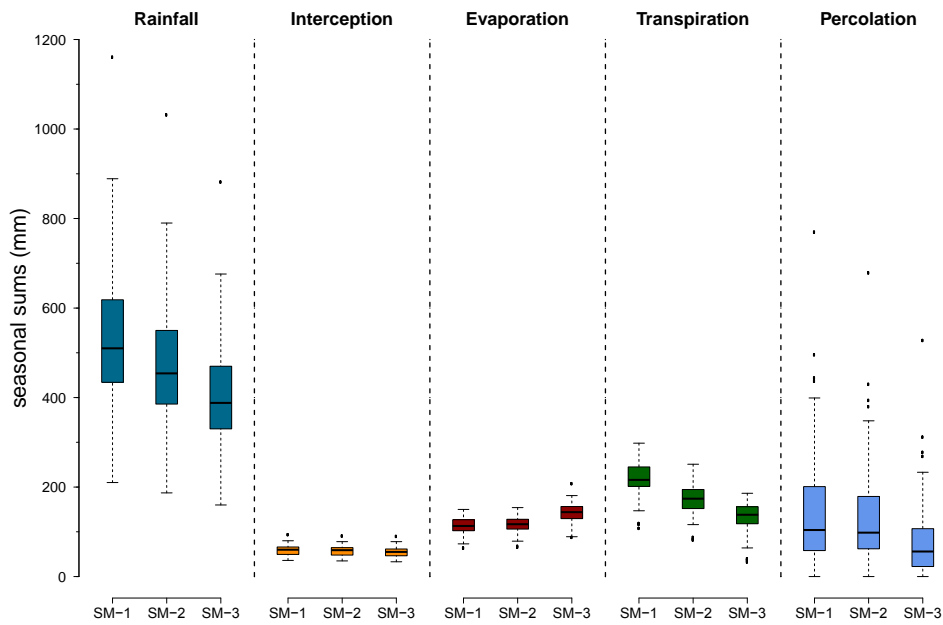 Rainfall Interception Evaporation Transpiration Percolation
1200
1000
800
600
400
200
0
seasonal sums (mm)
SM−1 SM−2 SM−3 SM−1 SM−2 SM−3 SM−1 SM−2 SM−3 SM−1 SM−2 SM−3 SM−1 SM−2 SM−3